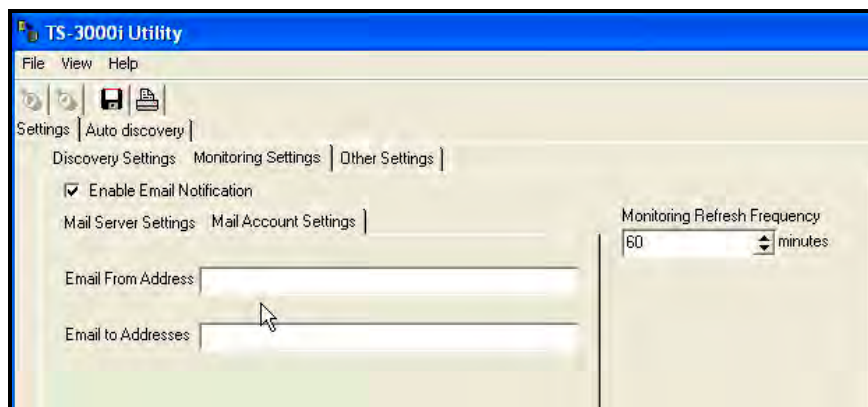 TS-3000i Utility
File View Help
Settings Auto discovery
Discovery Settings Monitoring Settings Other Settings
Enable Email Notification
Mail Server Settings Mail Account Settings
Monitoring Refresh Frequency
60 minutes
Email From Address
Email to Addresses